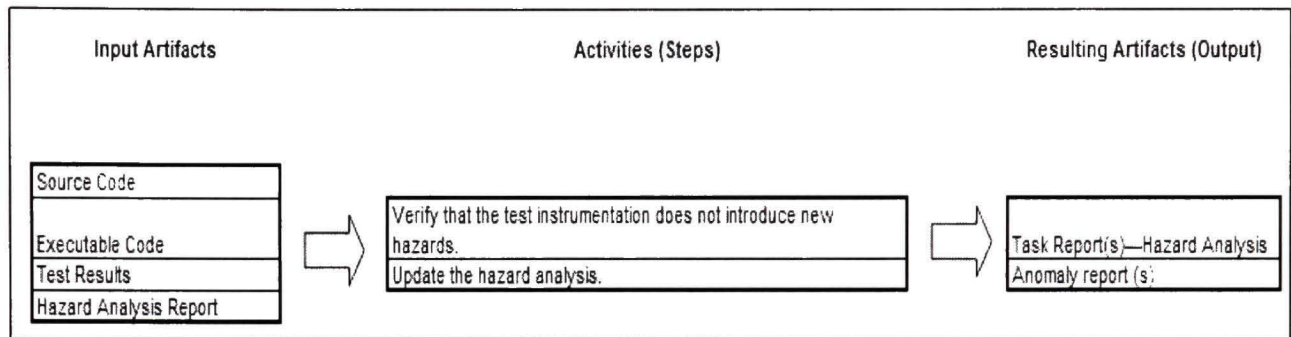 Input Artifacts
Activities (Steps)
Resulting Artifacts (Output)
Source Code
Executable Code
Test Results
Hazard Analysis Report
Verify that the test instrumentation does not introduce new
hazards.
Update the hazard analysis.
Task Report(s)—Hazard Analysis
Anomaly report (s)